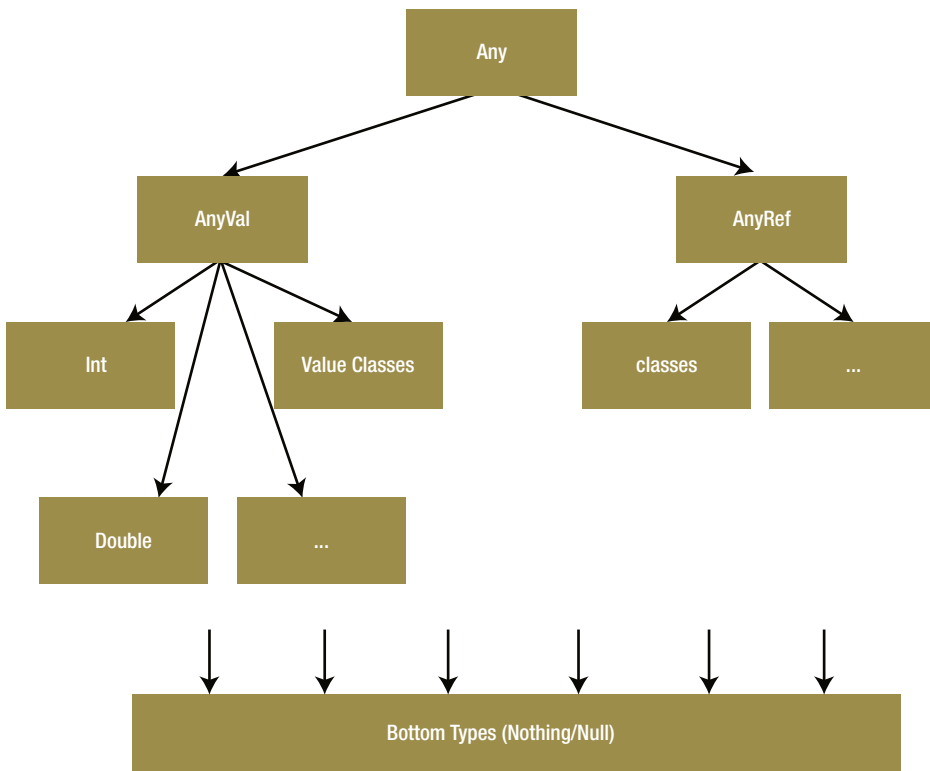 Any
AnyVal
AnyRef
Int
Value Classes
classes
...
Double
...
Bottom Types (Nothing/Null)